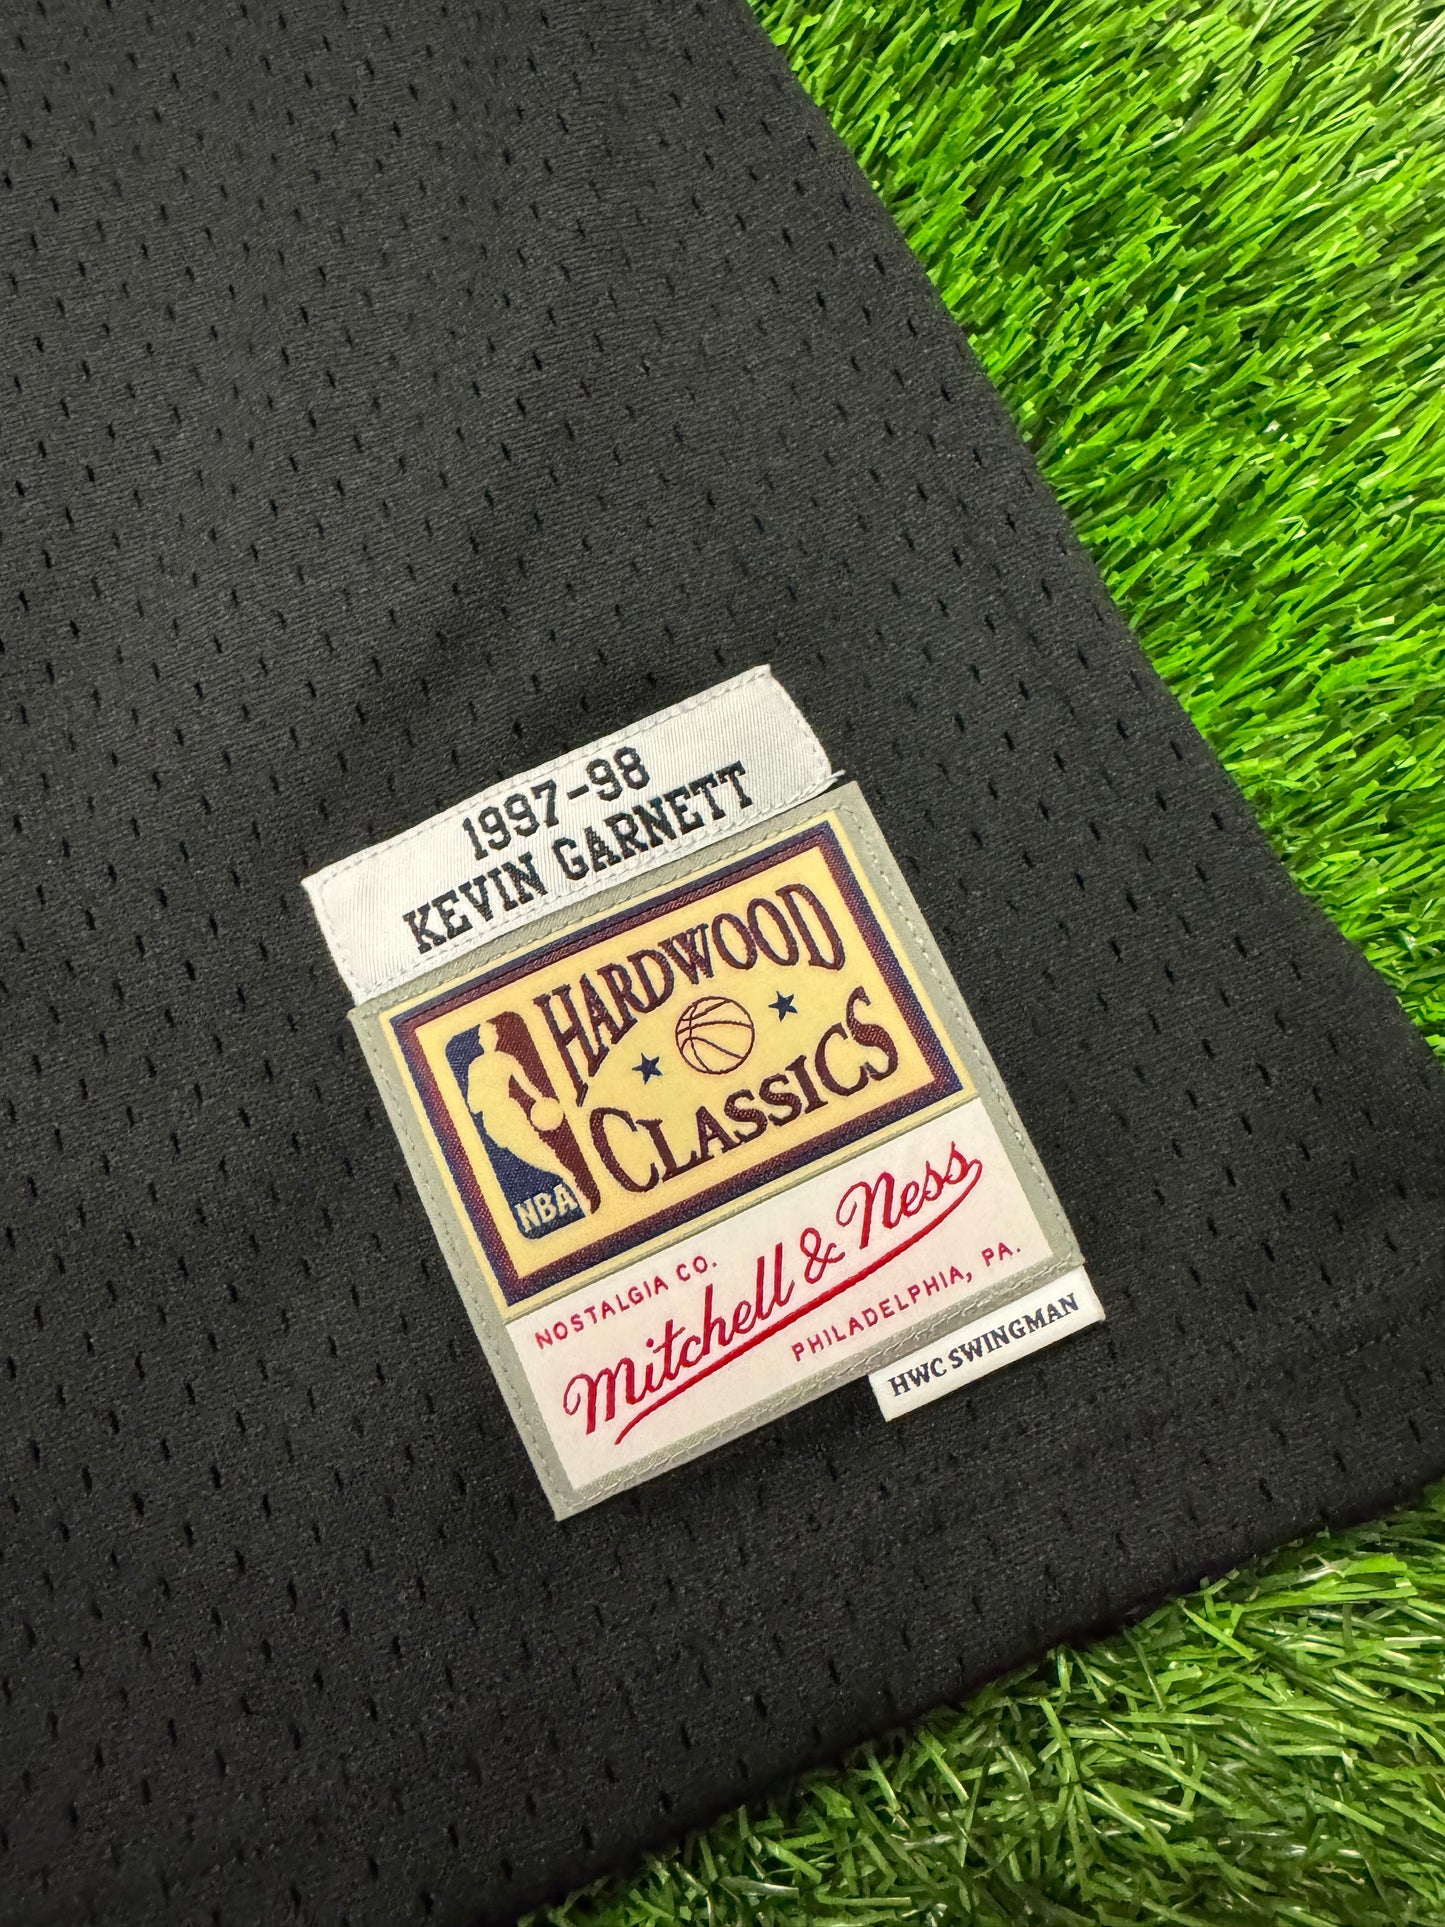 1997-98
KEVIN GARNETT
HARDWOOD
CLASSICS
NBA
NOSTALGIA CO.
Mitchell & Ness
PHILADELPHIA, PA.
HWC SWINGMAN